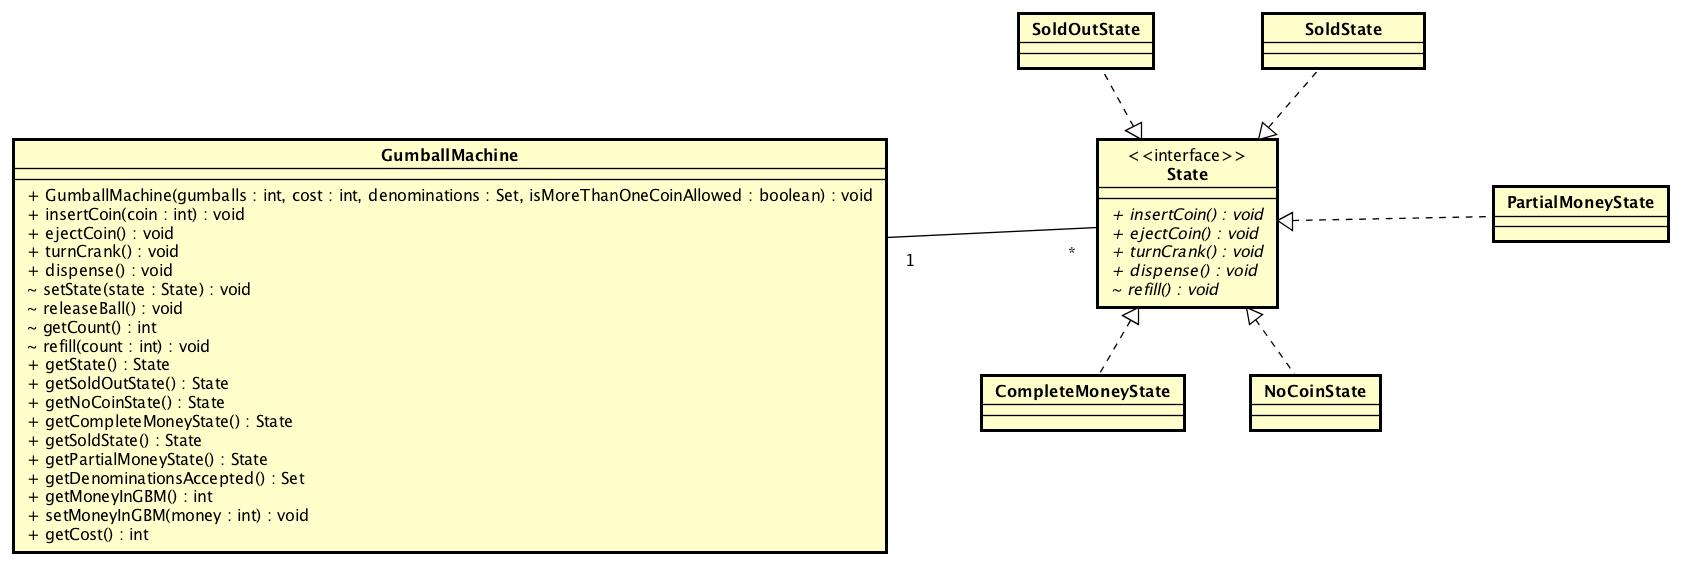 SoldOutState
SoldState
GumballMachine
+ GumballMachine(gumballs : int, cost : int, denominations : Set, isMoreThanOneCoinAllowed : boolean) : void
+ insertCoin(coin : int) : void
+ ejectCoin() : void
+ turnCrank() : void
+ dispense() : void
~ setState(state : State) : void
~ releaseBall() : void
~ getCount() : int
~ refill(count : int) : void
+ getState() : State
+ getSoldOutState() : State
+ getNoCoinState() : State
+ getCompleteMoneyState() : State
+ getSoldState() : State
+ getPartialMoneyState() : State
+ getDenominationsAccepted() : Set
+ getMoneyInGBM() : int
+ setMoneyInGBM(money : int) : void
+ getCost() : int
1
*
<<interface>>
State
+ insertCoin() : void
+ ejectCoin() : void
+ turnCrank() : void
+ dispense() : void
~ refill() : void
PartialMoneyState
CompleteMoneyState
NoCoinState